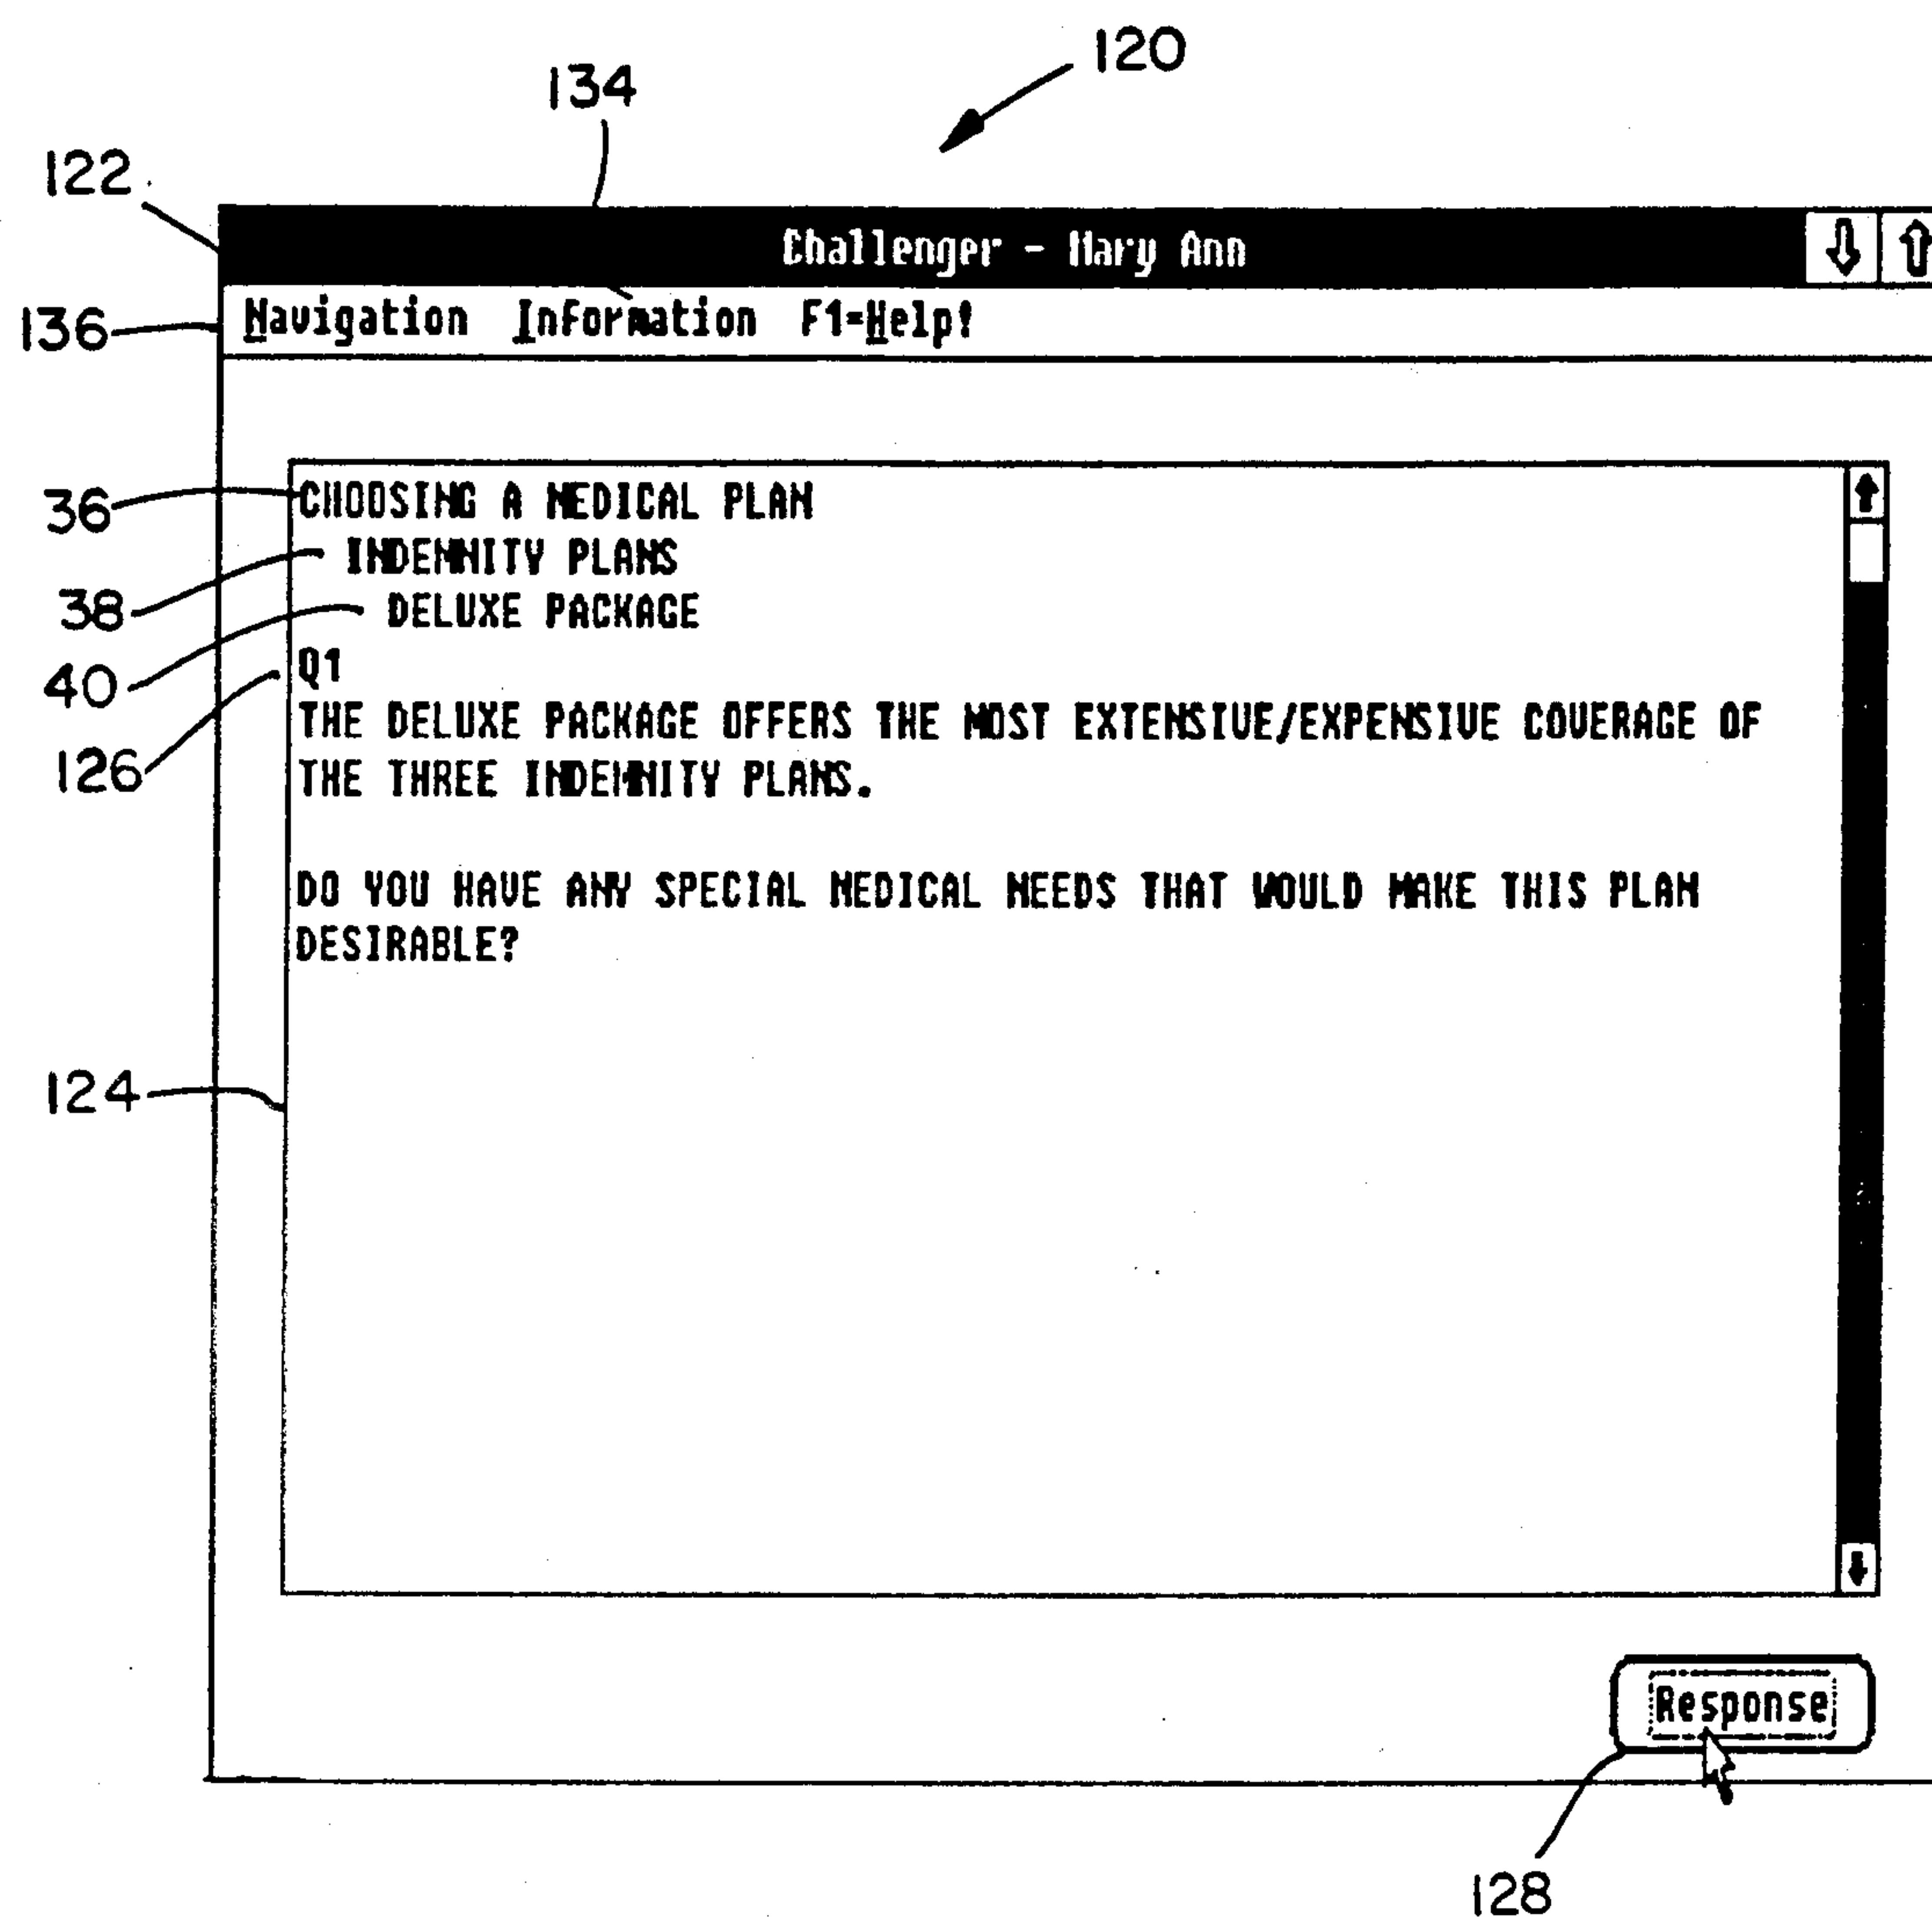 120
134
122
Challenger - Mary Ann
136
Navigation Information F1=Help!
36
CHOOSING A MEDICAL PLAN
INDEMNITY PLANS
38
DELUXE PACKAGE
40
Q1
126
THE DELUXE PACKAGE OFFERS THE MOST EXTENSIVE/EXPENSIVE COVERAGE OF
THE THREE INDEMNITY PLANS.
DO YOU HAVE ANY SPECIAL MEDICAL NEEDS THAT WOULD MAKE THIS PLAN
DESIRABLE?
124
Response
128